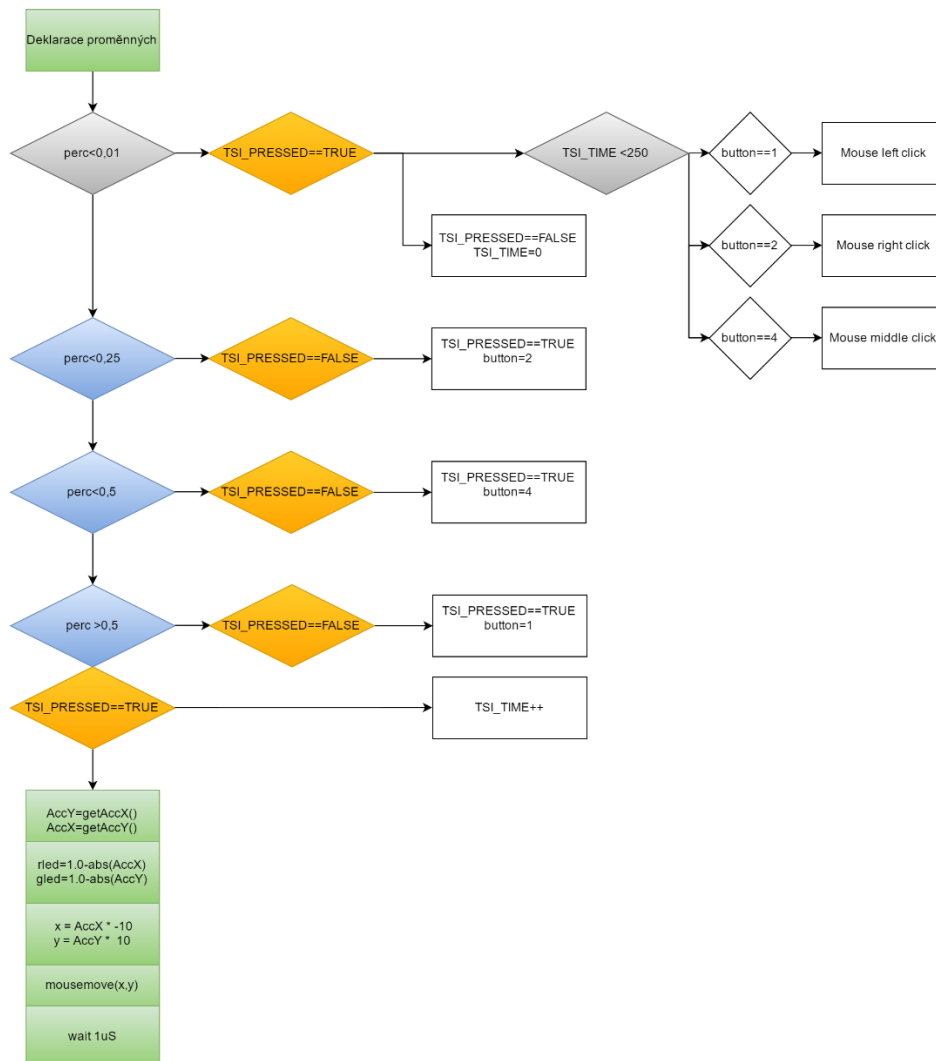 Deklarace proměnných
perc<0,01
TSI_PRESSED==TRUE
TSI_TIME <250
button==1
Mouse left click
TSI_PRESSED==FALSE
TSI_TIME=0
button==2
Mouse right click
button==4
Mouse middle click
perc<0,25
TSI_PRESSED==FALSE
TSI_PRESSED==TRUE
button=2
perc<0,5
TSI_PRESSED==FALSE
TSI_PRESSED==TRUE
button=4
perc >0,5
TSI_PRESSED==FALSE
TSI_PRESSED==TRUE
button=1
TSI_PRESSED==TRUE
TSI_TIME++
AccY=getAccX()
AccX=getAccY()
rled=1.0-abs(AccX)
gled=1.0-abs(AccY)
x = AccX * -10
y = AccY *  10
mousemove(x,y)
wait 1uS